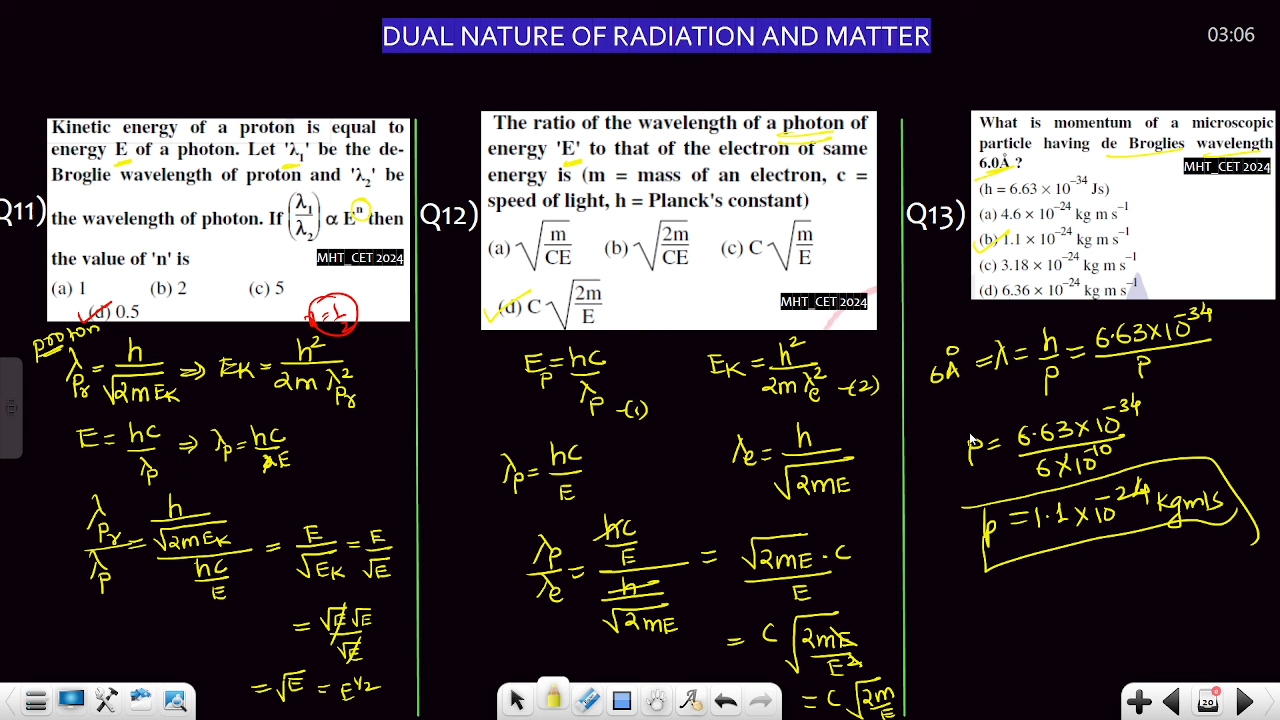 DUAL NATURE OF RADIATION AND MATTER
03:06
Q11)
Kinetic energy of a proton is equal to
energy E of a photon. Let 'λ₁' be the de-
Broglie wavelength of proton and 'λ₂' be
the wavelength of photon. If (λ₁/λ₂) α Eⁿ then
the value of 'n' is
MHT_CET 2024
(a) 1 (b) 2 (c) 5
(d) 0.5
n = 1/2
proton
λPr = h/√2mEK ⇒ EK = h²/2mλ²Pr
E = hc/λp ⇒ λp = hc/E
λPr/λp = (h/√2mEK)/(hc/E) = E/√EK = E/√E
= √E√E/√E
= √E = E^1/2
Q12)
The ratio of the wavelength of a photon of
energy 'E' to that of the electron of same
energy is (m = mass of an electron, c =
speed of light, h = Planck's constant)
(a) √(m/CE) (b) √(2m/CE) (c) C√(m/E)
(d) C√(2m/E)
MHT_CET 2024
Ep = hc/λp -(1) EK = h²/2mλ²e -(2)
λp = hc/E λe = h/√2mE
λp/λe = (hc/E)/(h/√2mE) = √2mE · C/E
= C√(2mE/E²)
= C√(2m/E)
Q13)
What is momentum of a microscopic
particle having de Broglies wavelength
6.0Å ?
MHT_CET 2024
(h = 6.63 × 10⁻³⁴ Js)
(a) 4.6 × 10⁻²⁴ kg m s⁻¹
(b) 1.1 × 10⁻²⁴ kg m s⁻¹
(c) 3.18 × 10⁻²⁴ kg m s⁻¹
(d) 6.36 × 10⁻²⁴ kg m s⁻¹
6Å = λ = h/p = 6.63×10⁻³⁴/p
p = 6.63×10⁻³⁴/6×10⁻¹⁰
p = 1.1×10⁻²⁴ kgm/s
20